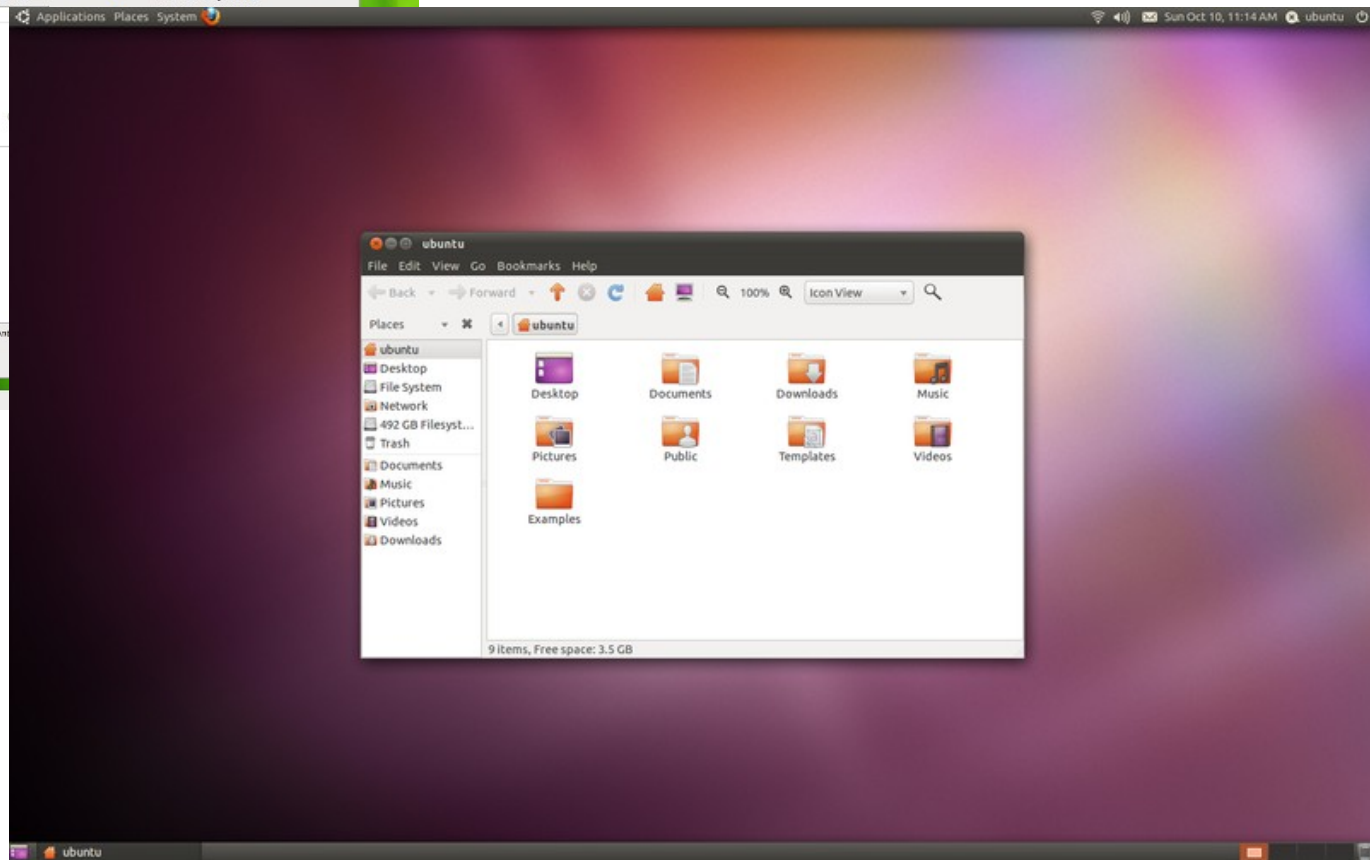 Applications Places System
Sun Oct 10, 11:14 AM ubuntu
ubuntu
File Edit View Go Bookmarks Help
Back Forward 100% Icon View
Places ubuntu
ubuntu
Desktop
File System
Network
492 GB Filesyst...
Trash
Documents
Music
Pictures
Videos
Downloads
Desktop Documents Downloads Music
Pictures Public Templates Videos
Examples
9 items, Free space: 3.5 GB
ubuntu